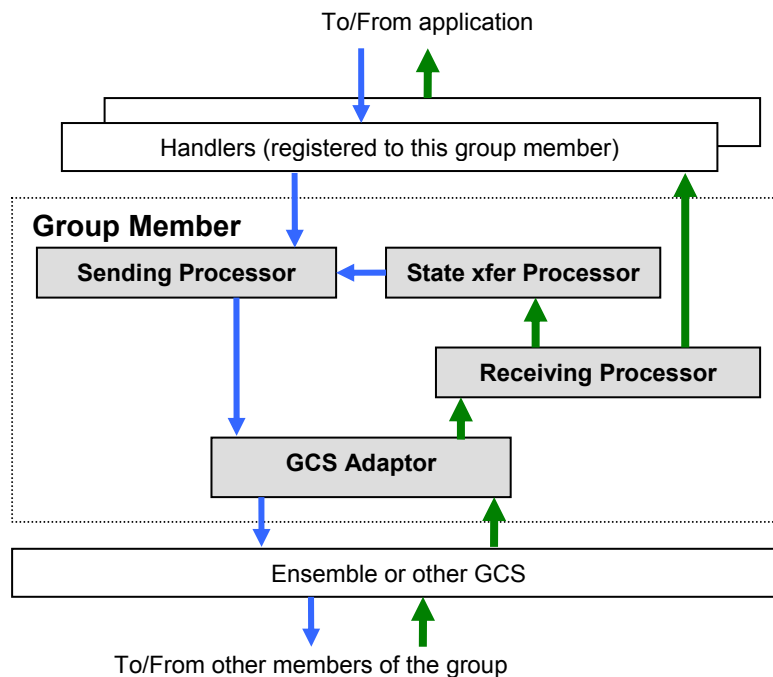 To/From application
Handlers (registered to this group member)
Group Member
Sending Processor
State xfer Processor
Receiving Processor
GCS Adaptor
Ensemble or other GCS
To/From other members of the group